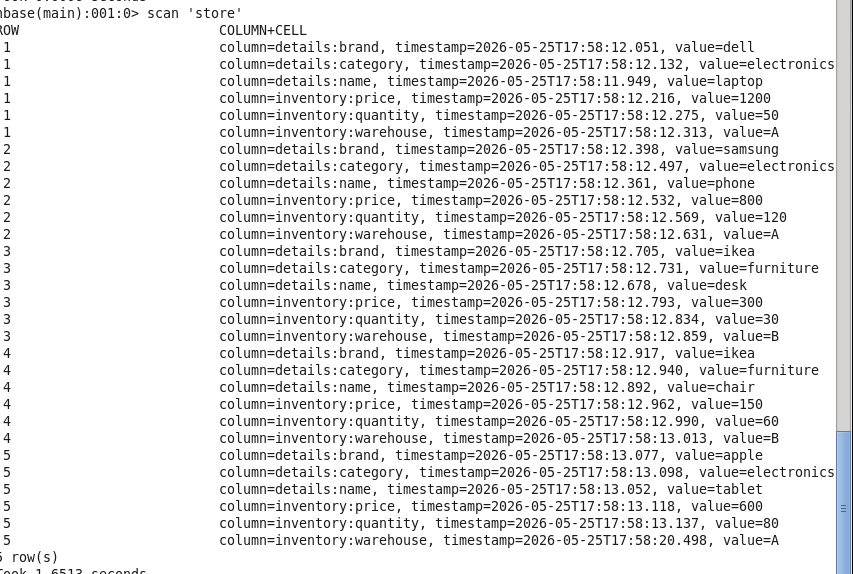 base(main):001:0> scan 'store'
ROW COLUMN+CELL
1 column=details:brand, timestamp=2026-05-25T17:58:12.051, value=dell
1 column=details:category, timestamp=2026-05-25T17:58:12.132, value=electronics
1 column=details:name, timestamp=2026-05-25T17:58:11.949, value=laptop
1 column=inventory:price, timestamp=2026-05-25T17:58:12.216, value=1200
1 column=inventory:quantity, timestamp=2026-05-25T17:58:12.275, value=50
1 column=inventory:warehouse, timestamp=2026-05-25T17:58:12.313, value=A
2 column=details:brand, timestamp=2026-05-25T17:58:12.398, value=samsung
2 column=details:category, timestamp=2026-05-25T17:58:12.497, value=electronics
2 column=details:name, timestamp=2026-05-25T17:58:12.361, value=phone
2 column=inventory:price, timestamp=2026-05-25T17:58:12.532, value=800
2 column=inventory:quantity, timestamp=2026-05-25T17:58:12.569, value=120
2 column=inventory:warehouse, timestamp=2026-05-25T17:58:12.631, value=A
3 column=details:brand, timestamp=2026-05-25T17:58:12.705, value=ikea
3 column=details:category, timestamp=2026-05-25T17:58:12.731, value=furniture
3 column=details:name, timestamp=2026-05-25T17:58:12.678, value=desk
3 column=inventory:price, timestamp=2026-05-25T17:58:12.793, value=300
3 column=inventory:quantity, timestamp=2026-05-25T17:58:12.834, value=30
3 column=inventory:warehouse, timestamp=2026-05-25T17:58:12.859, value=B
4 column=details:brand, timestamp=2026-05-25T17:58:12.917, value=ikea
4 column=details:category, timestamp=2026-05-25T17:58:12.940, value=furniture
4 column=details:name, timestamp=2026-05-25T17:58:12.892, value=chair
4 column=inventory:price, timestamp=2026-05-25T17:58:12.962, value=150
4 column=inventory:quantity, timestamp=2026-05-25T17:58:12.990, value=60
4 column=inventory:warehouse, timestamp=2026-05-25T17:58:13.013, value=B
5 column=details:brand, timestamp=2026-05-25T17:58:13.077, value=apple
5 column=details:category, timestamp=2026-05-25T17:58:13.098, value=electronics
5 column=details:name, timestamp=2026-05-25T17:58:13.052, value=tablet
5 column=inventory:price, timestamp=2026-05-25T17:58:13.118, value=600
5 column=inventory:quantity, timestamp=2026-05-25T17:58:13.137, value=80
5 column=inventory:warehouse, timestamp=2026-05-25T17:58:20.498, value=A
5 row(s)
Took 1.6513 seconds